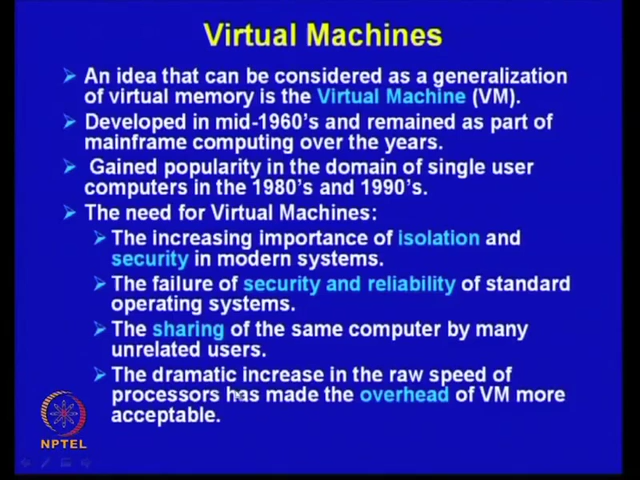 Virtual Machines
An idea that can be considered as a generalization
of virtual memory is the Virtual Machine (VM).
Developed in mid-1960's and remained as part of
mainframe computing over the years.
Gained popularity in the domain of single user
computers in the 1980's and 1990's.
The need for Virtual Machines:
The increasing importance of isolation and
security in modern systems.
The failure of security and reliability of standard
operating systems.
The sharing of the same computer by many
unrelated users.
The dramatic increase in the raw speed of
processors has made the overhead of VM more
acceptable.
NPTEL